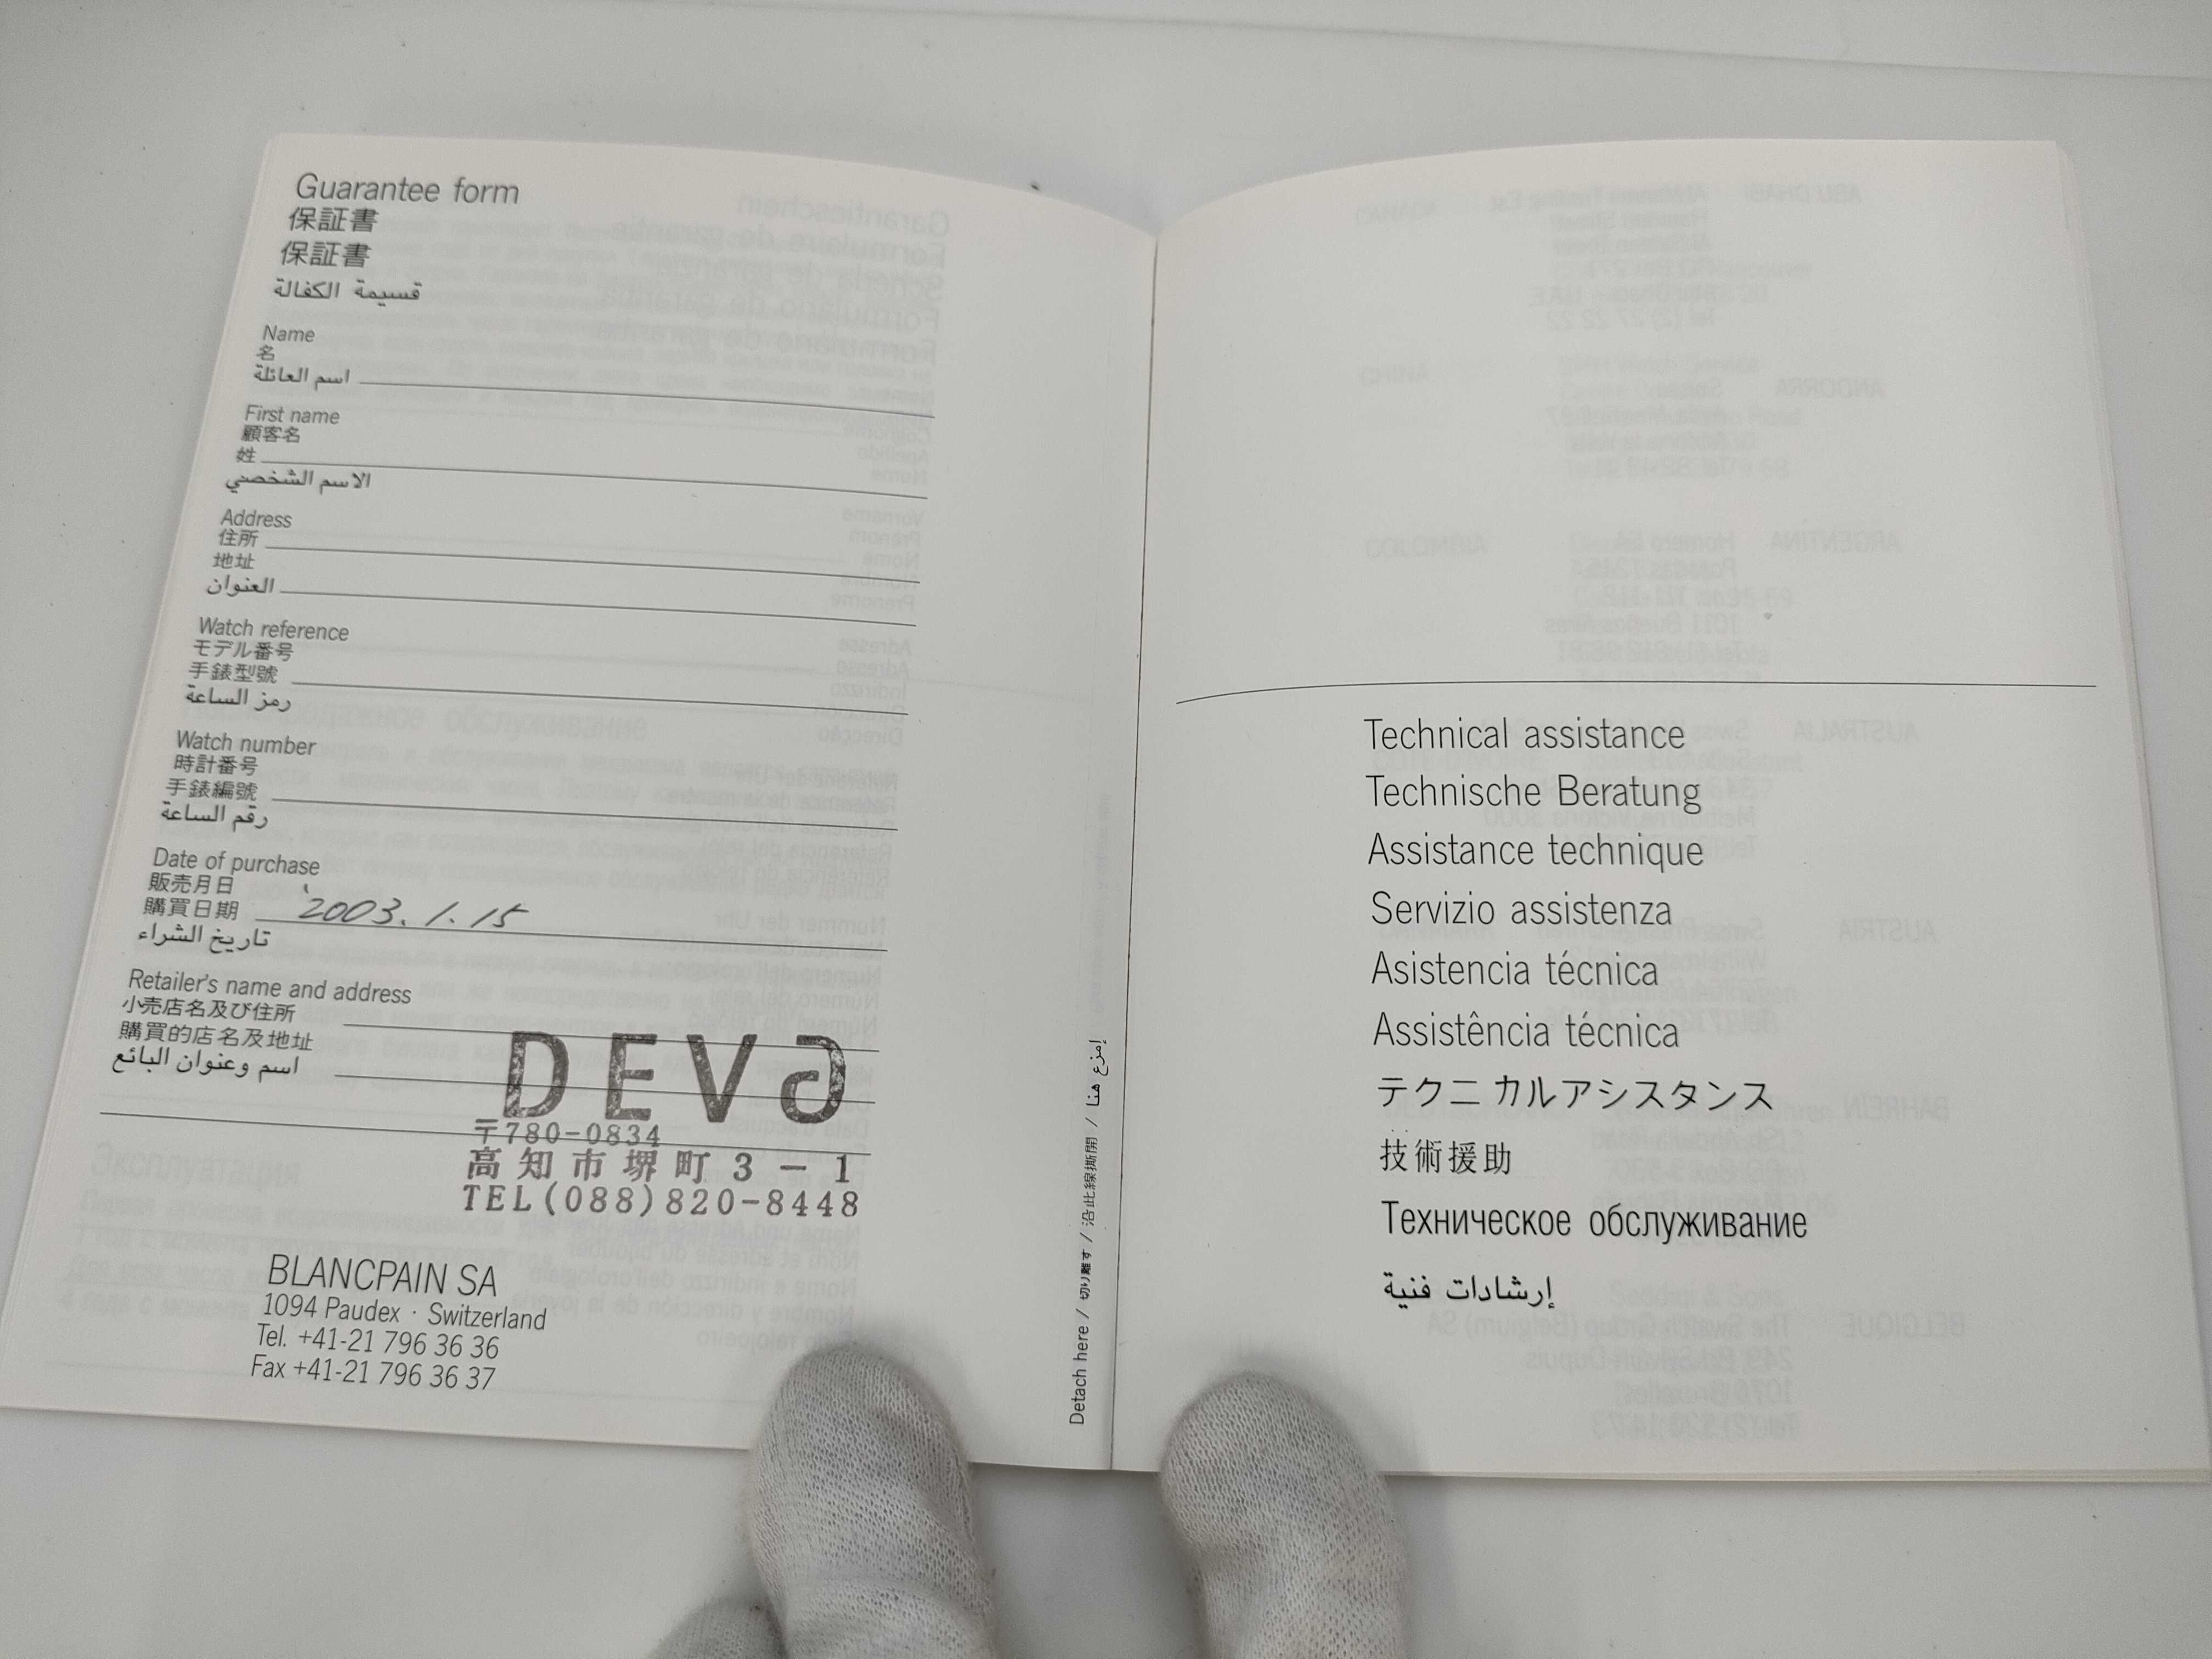 Guarantee form
保証書
保証書
قسيمة الكفالة
Name
名
اسم العائلة
First name
顧客名
姓
الاسم الشخصي
Address
住所
地址
العنوان
Watch reference
モデル番号
手錶型號
رمز الساعة
Watch number
時計番号
手錶編號
رقم الساعة
Date of purchase
販売月日
購買日期 2003.1.15
تاريخ الشراء
Retailer's name and address
小売店名及び住所
購買的店名及地址
اسم وعنوان البائع
DEVA
〒780-0834
高知市堺町3-1
TEL(088)820-8448
BLANCPAIN SA
1094 Paudex · Switzerland
Tel. +41-21 796 36 36
Fax +41-21 796 36 37
Detach here / 切り離す / 沿此線撕開 / إمزع هنا
Technical assistance
Technische Beratung
Assistance technique
Servizio assistenza
Asistencia técnica
Assistência técnica
テクニカルアシスタンス
技術援助
Техническое обслуживание
إرشادات فنية